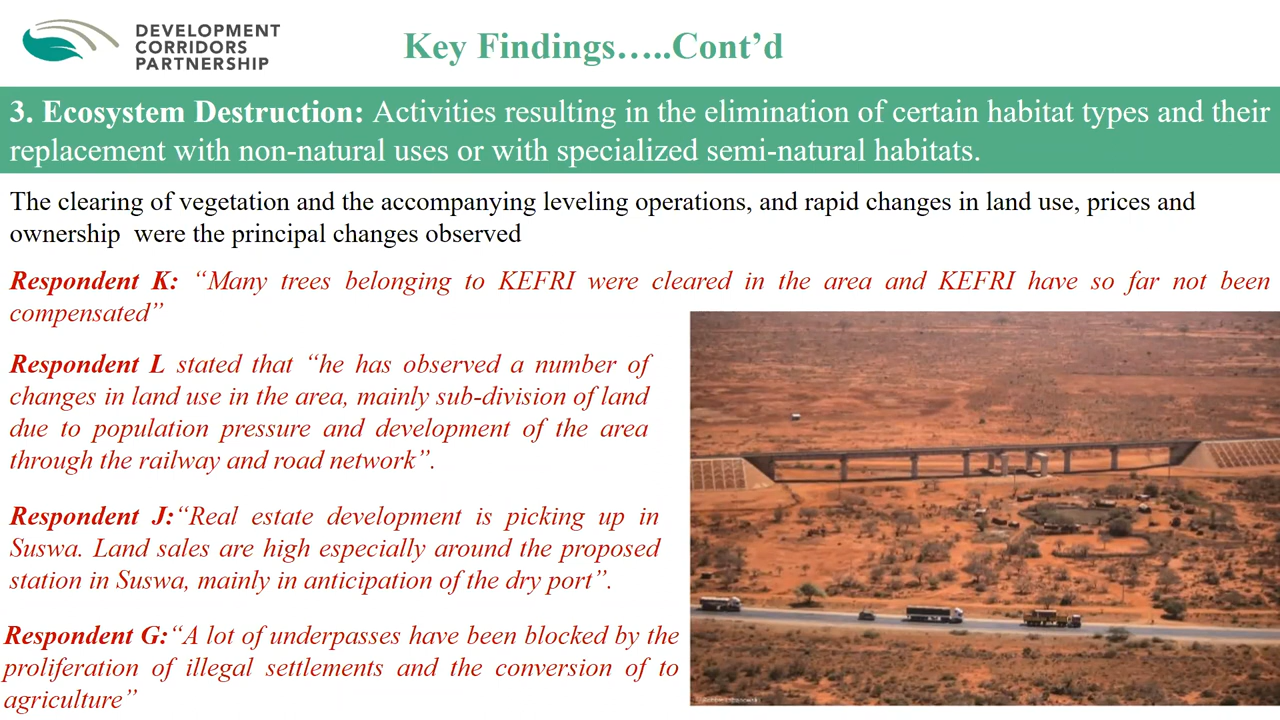 DEVELOPMENT
CORRIDORS
PARTNERSHIP
Key Findings…..Cont’d
3. Ecosystem Destruction: Activities resulting in the elimination of certain habitat types and their
replacement with non-natural uses or with specialized semi-natural habitats.
The clearing of vegetation and the accompanying leveling operations, and rapid changes in land use, prices and
ownership were the principal changes observed
Respondent K: “Many trees belonging to KEFRI were cleared in the area and KEFRI have so far not been
compensated”
Respondent L stated that “he has observed a number of
changes in land use in the area, mainly sub-division of land
due to population pressure and development of the area
through the railway and road network”.
Respondent J:“Real estate development is picking up in
Suswa. Land sales are high especially around the proposed
station in Suswa, mainly in anticipation of the dry port”.
Respondent G:“A lot of underpasses have been blocked by the
proliferation of illegal settlements and the conversion of to
agriculture”